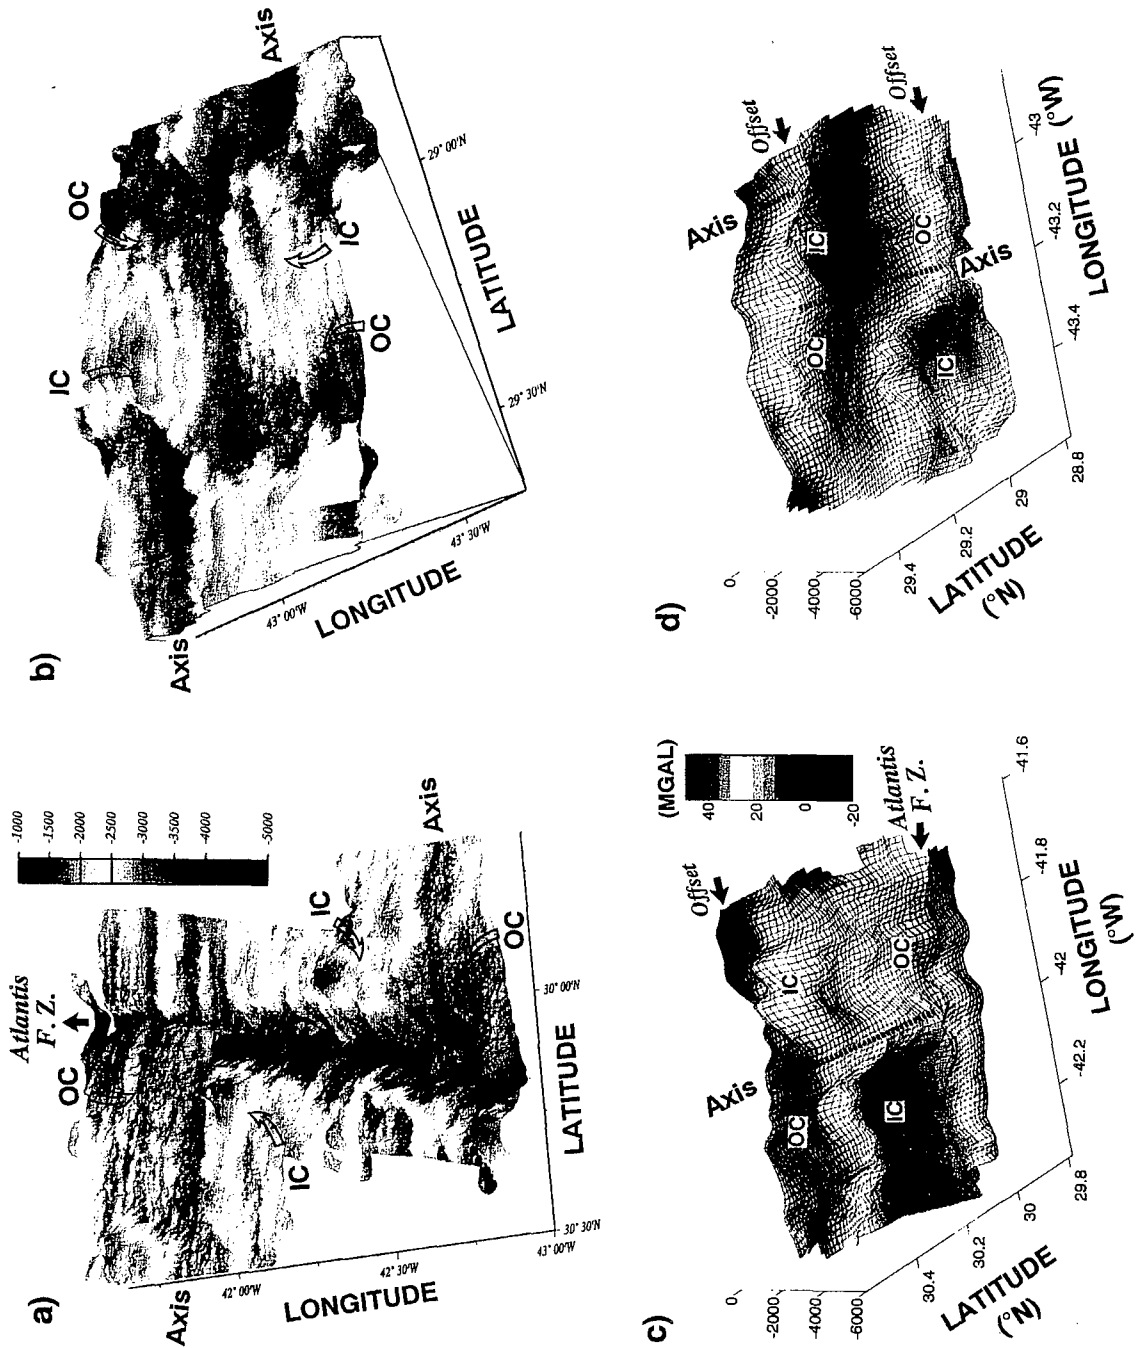 a)
Atlantis
F. Z.
OC
IC
IC
OC
Axis
Axis
-1000
-1500
-2000
-2500
-3000
-3500
-4000
-5000
42° 00'W
42° 30'W
43° 00'W
30° 30'N
30° 00'N
LONGITUDE
LATITUDE
b)
Axis
OC
IC
IC
OC
Axis
43° 00'W
43° 30'W
29° 30'N
29° 00'N
LONGITUDE
LATITUDE
c)
Offset
(MGAL)
40
20
0
-20
Atlantis
F. Z.
Axis
OC
IC
IC
OC
0
-2000
-4000
-6000
30.4
30.2
30
29.8
-42.2
-42
-41.8
-41.6
LATITUDE
(°N)
LONGITUDE
(°W)
d)
Offset
Offset
Axis
IC
OC
OC
IC
Axis
0
-2000
-4000
-6000
29.4
29.2
29
28.8
-43.4
-43.2
-43
LATITUDE
(°N)
LONGITUDE (°W)